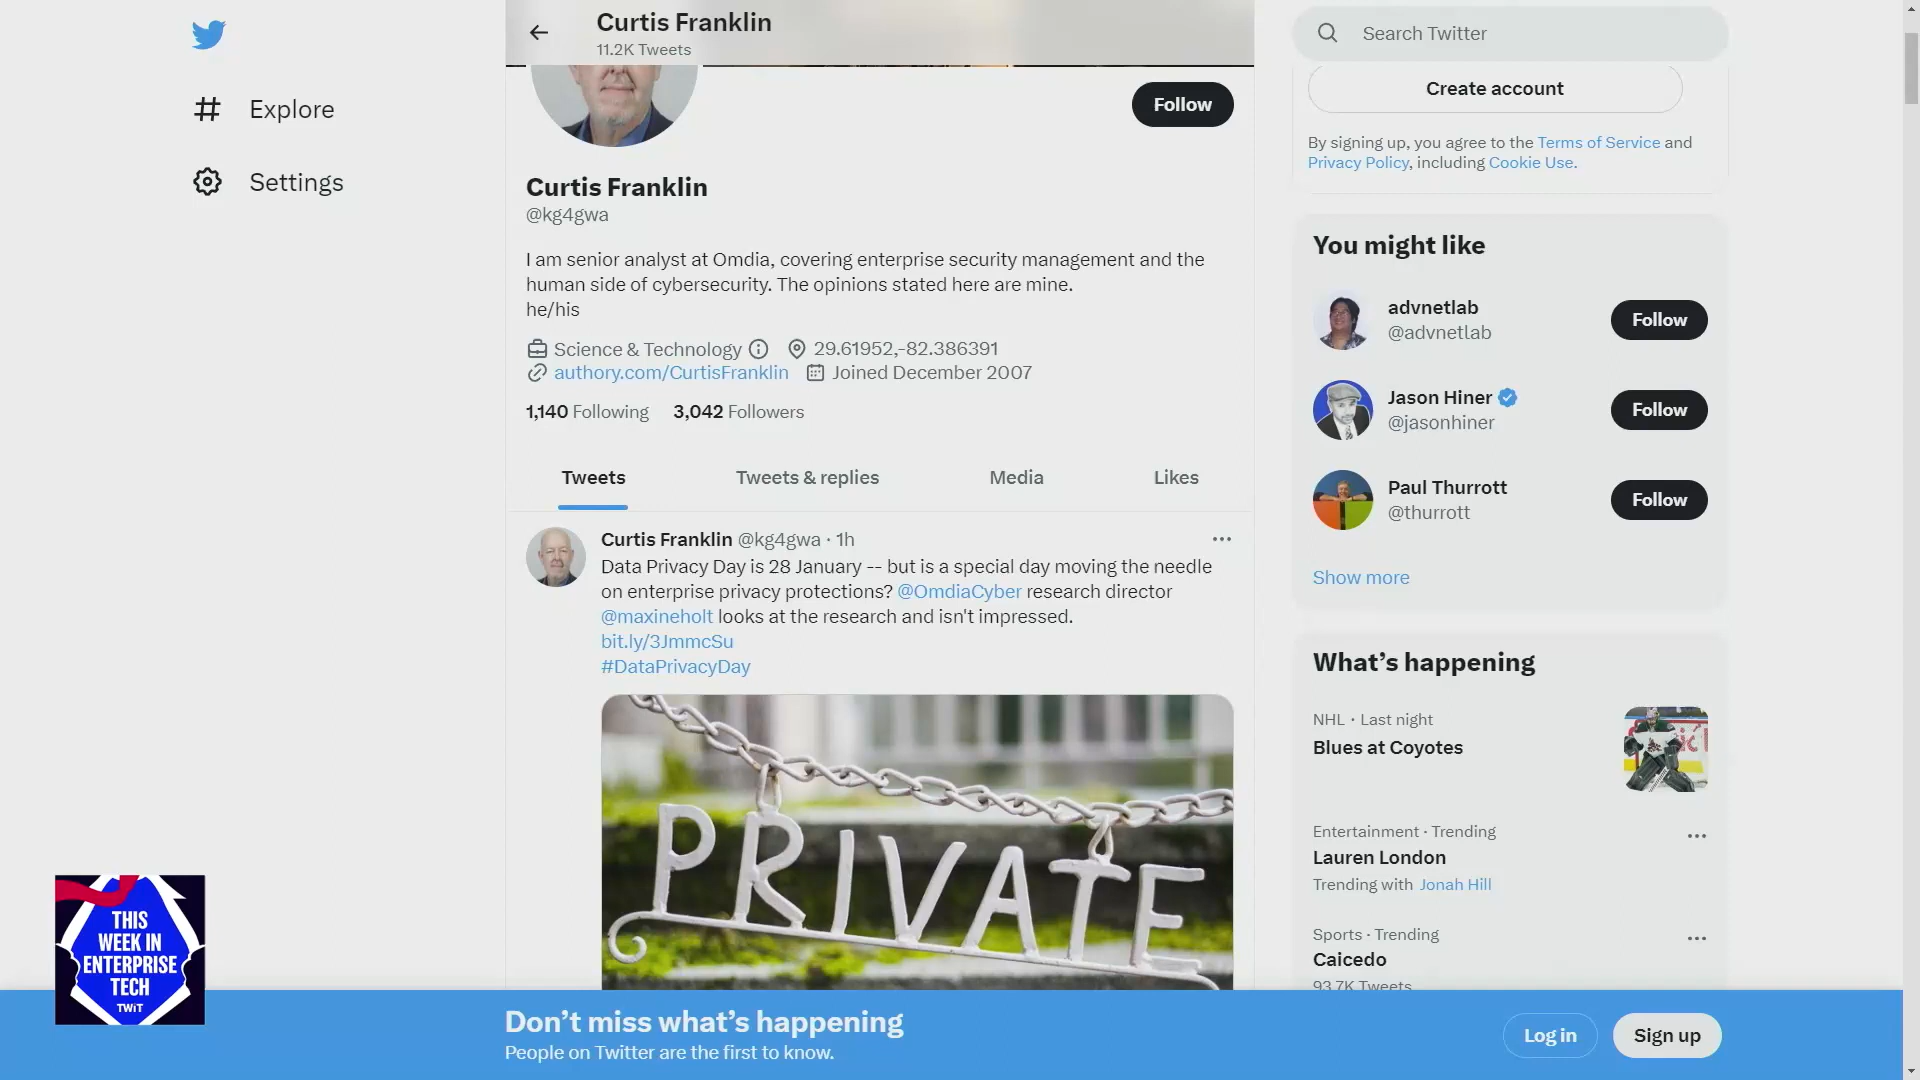 Curtis Franklin
11.2K Tweets
Search Twitter
Explore
Settings
Follow
Create account
By signing up, you agree to the Terms of Service and
Privacy Policy, including Cookie Use.
Curtis Franklin
@kg4gwa
I am senior analyst at Omdia, covering enterprise security management and the
human side of cybersecurity. The opinions stated here are mine.
he/his
Science & Technology 29.61952,-82.386391
authory.com/CurtisFranklin Joined December 2007
1,140 Following 3,042 Followers
Tweets Tweets & replies Media Likes
Curtis Franklin @kg4gwa · 1h
Data Privacy Day is 28 January -- but is a special day moving the needle
on enterprise privacy protections? @OmdiaCyber research director
@maxineholt looks at the research and isn't impressed.
bit.ly/3JmmcSu
#DataPrivacyDay
PRIVATE
You might like
advnetlab
@advnetlab
Follow
Jason Hiner
@jasonhiner
Follow
Paul Thurrott
@thurrott
Follow
Show more
What's happening
NHL · Last night
Blues at Coyotes
Entertainment · Trending
Lauren London
Trending with Jonah Hill
Sports · Trending
Caicedo
93.7K Tweets
THIS
WEEK IN
ENTERPRISE
TECH
TWiT
Don't miss what's happening
People on Twitter are the first to know.
Log in
Sign up